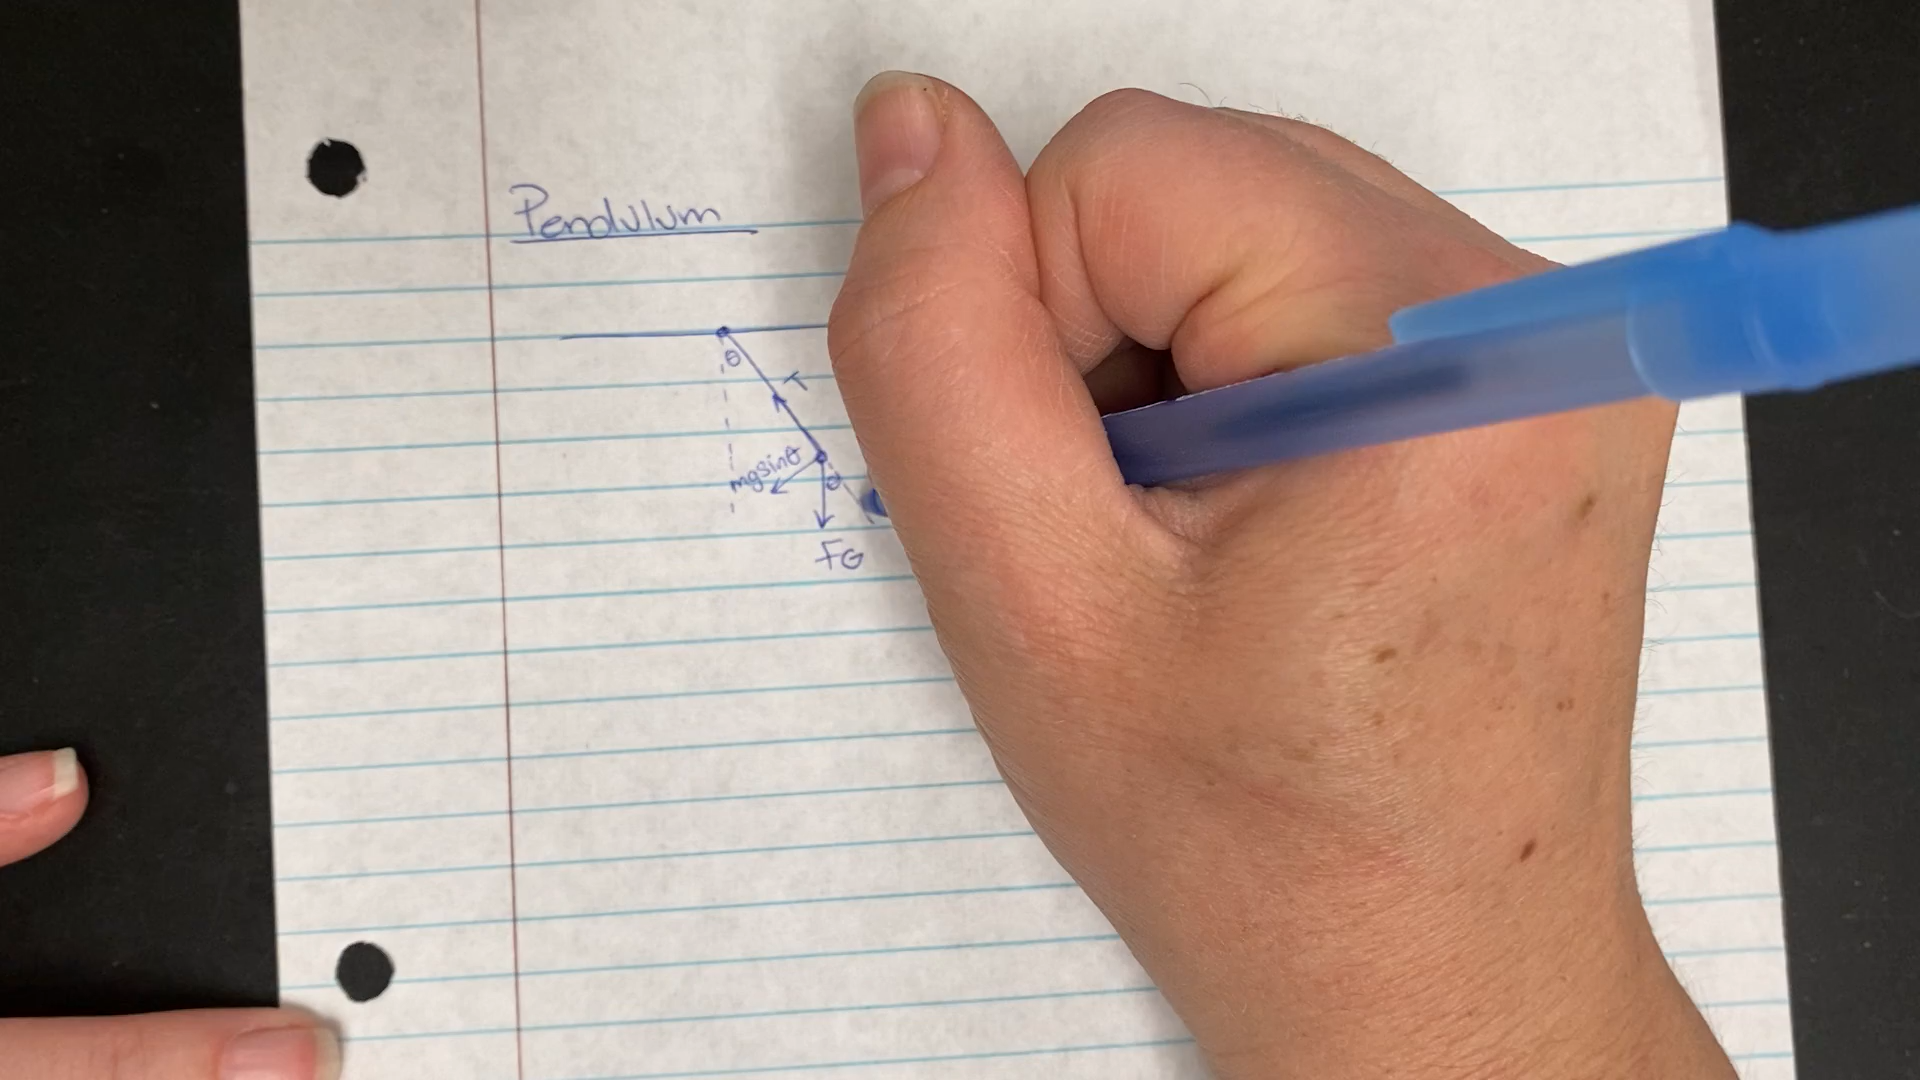 Pendulum
θ
T
mgsinθ
θ
FG